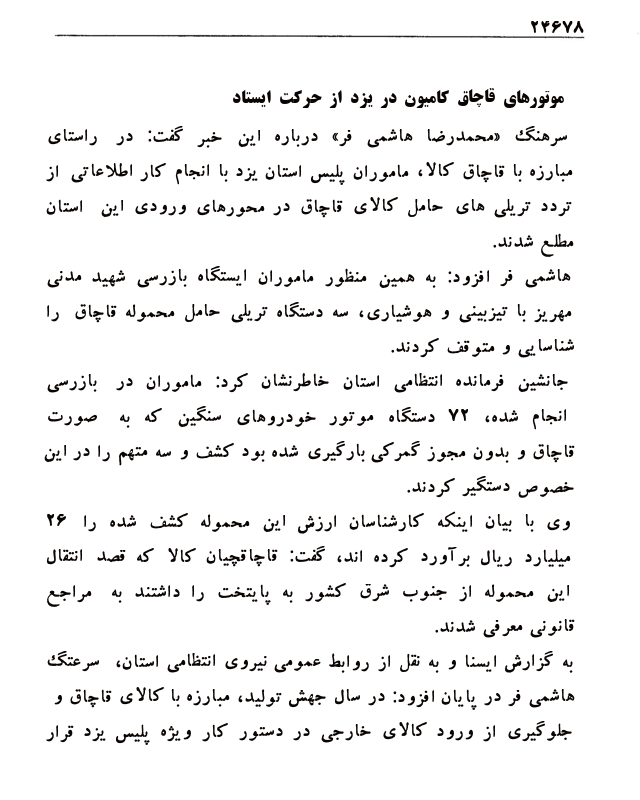 ۲۴۶۷۸
موتورهای قاچاق کامیون در یزد از حرکت ایستاد
سرهنگ «محمدرضا هاشمی فر» درباره این خبر گفت: در راستای
مبارزه با قاچاق کالا، ماموران پلیس استان یزد با انجام کار اطلاعاتی از
تردد تریلی های حامل کالای قاچاق در محورهای ورودی این استان
مطلع شدند.
هاشمی فر افزود: به همین منظور ماموران ایستگاه بازرسی شهید مدنی
مهریز با تیزبینی و هوشیاری، سه دستگاه تریلی حامل محموله قاچاق را
شناسایی و متوقف کردند.
جانشین فرمانده انتظامی استان خاطرنشان کرد: ماموران در بازرسی
انجام شده، ۷۲ دستگاه موتور خودروهای سنگین که به صورت
قاچاق و بدون مجوز گمرکی بارگیری شده بود کشف و سه متهم را در این
خصوص دستگیر کردند.
وی با بیان اینکه کارشناسان ارزش این محموله کشف شده را ۲۶
میلیارد ریال برآورد کرده اند، گفت: قاچاقچیان کالا که قصد انتقال
این محموله از جنوب شرق کشور به پایتخت را داشتند به مراجع
قانونی معرفی شدند.
به گزارش ایسنا و به نقل از روابط عمومی نیروی انتظامی استان، سرعتگ
هاشمی فر در پایان افزود: در سال جهش تولید، مبارزه با کالای قاچاق و
جلوگیری از ورود کالای خارجی در دستور کار ویژه پلیس یزد قرار